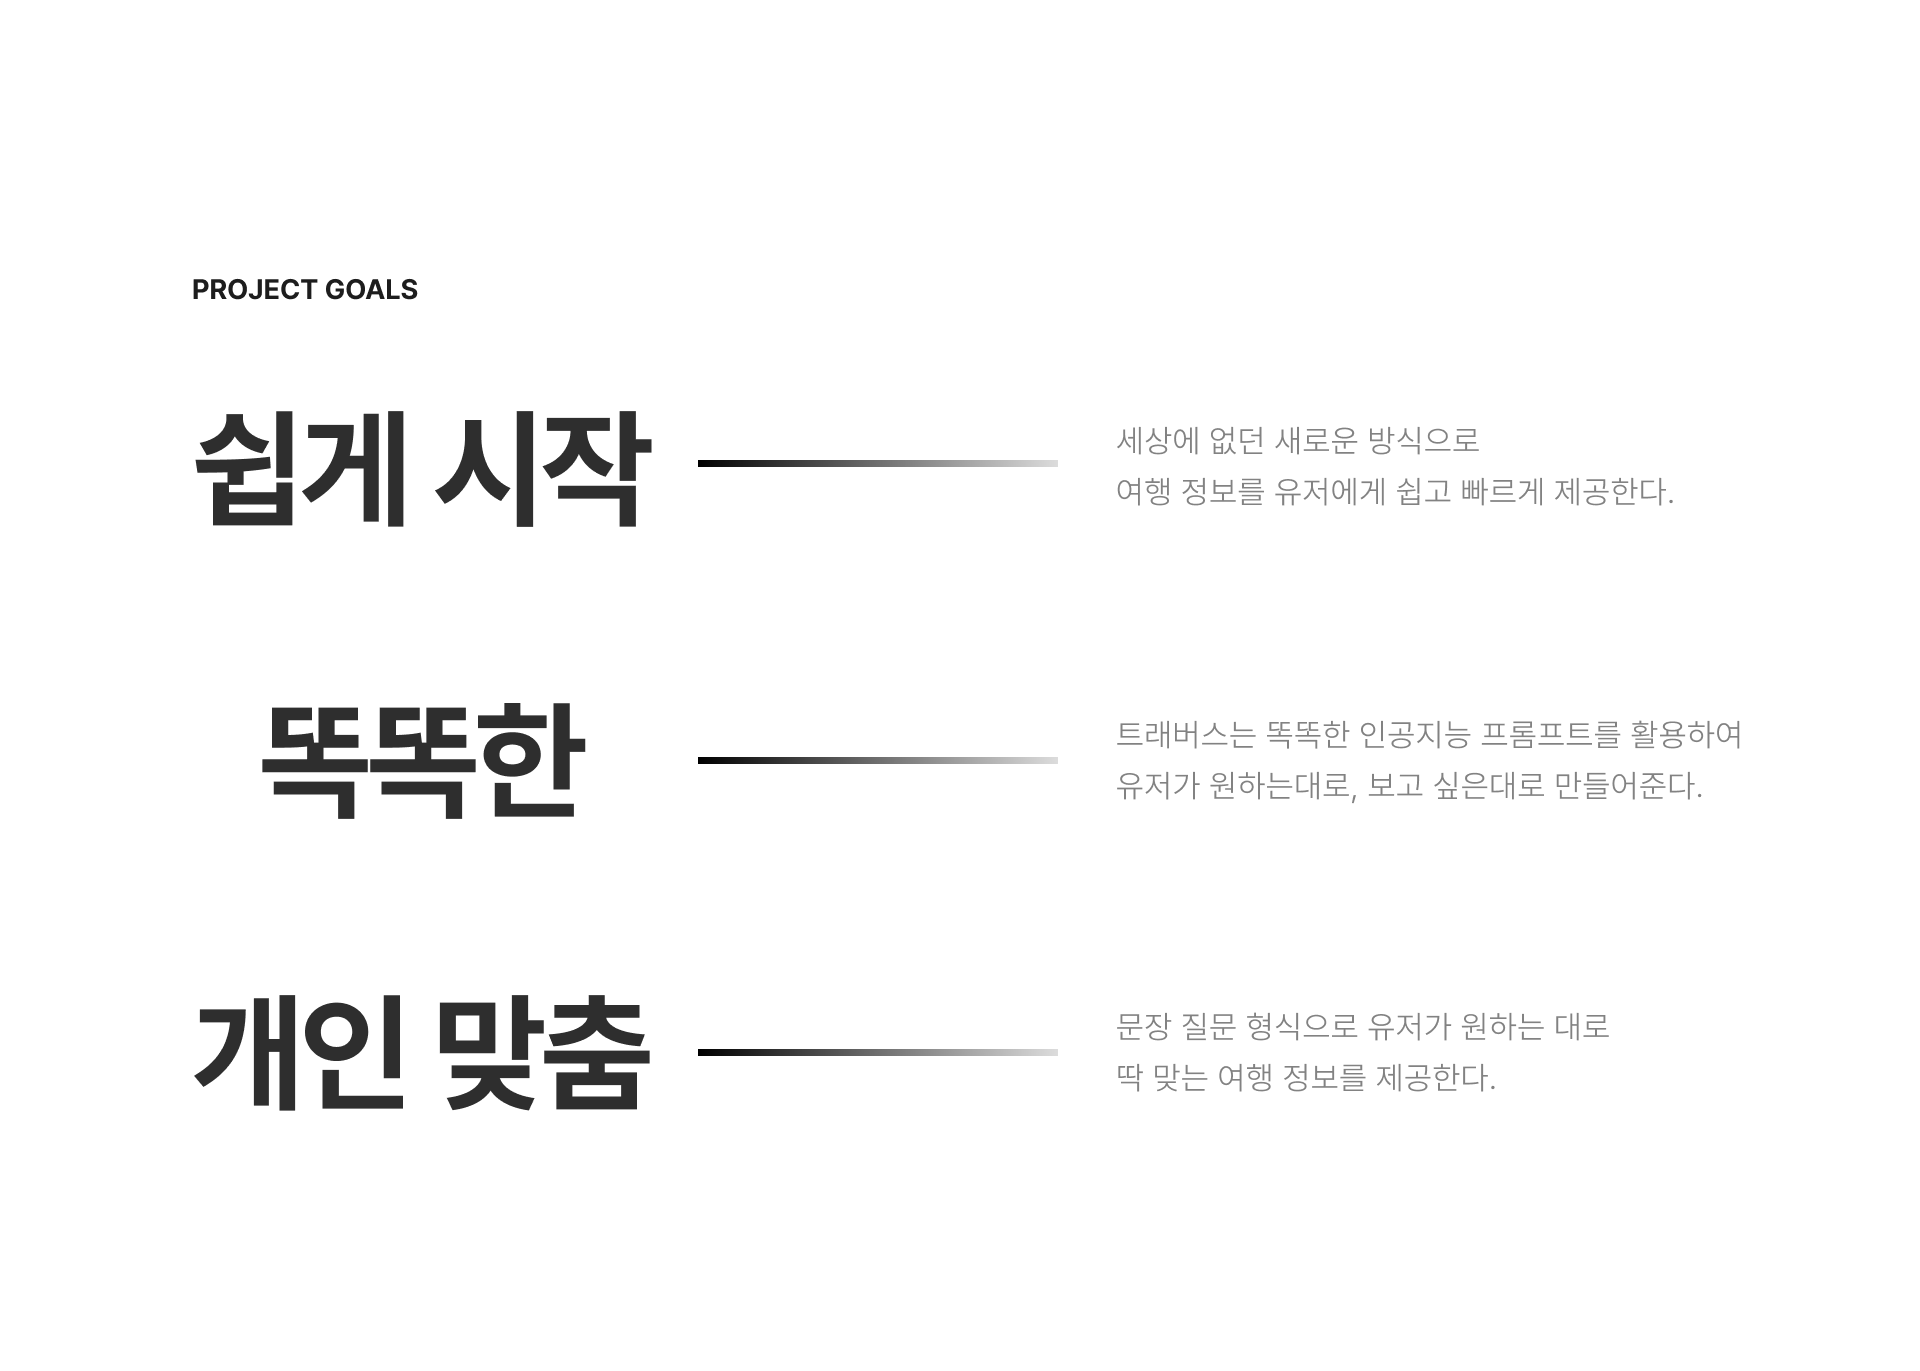 PROJECT GOALS
쉽게 시작
세상에 없던 새로운 방식으로
여행 정보를 유저에게 쉽고 빠르게 제공한다.
똑똑한
트래버스는 똑똑한 인공지능 프롬프트를 활용하여
유저가 원하는대로, 보고 싶은대로 만들어준다.
개인 맞춤
문장 질문 형식으로 유저가 원하는 대로
딱 맞는 여행 정보를 제공한다.